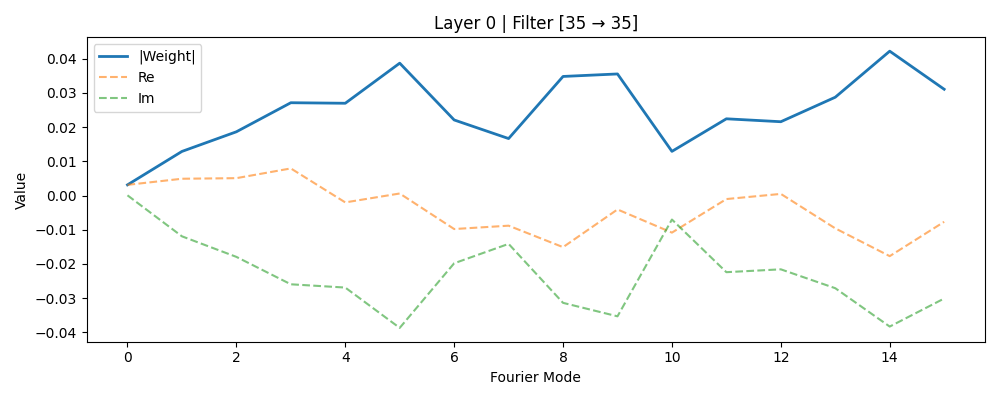 Layer 0 | Filter [35 → 35]
|Weight|
Re
Im
0.04
0.03
0.02
0.01
0.00
−0.01
−0.02
−0.03
−0.04
Value
0 2 4 6 8 10 12 14
Fourier Mode